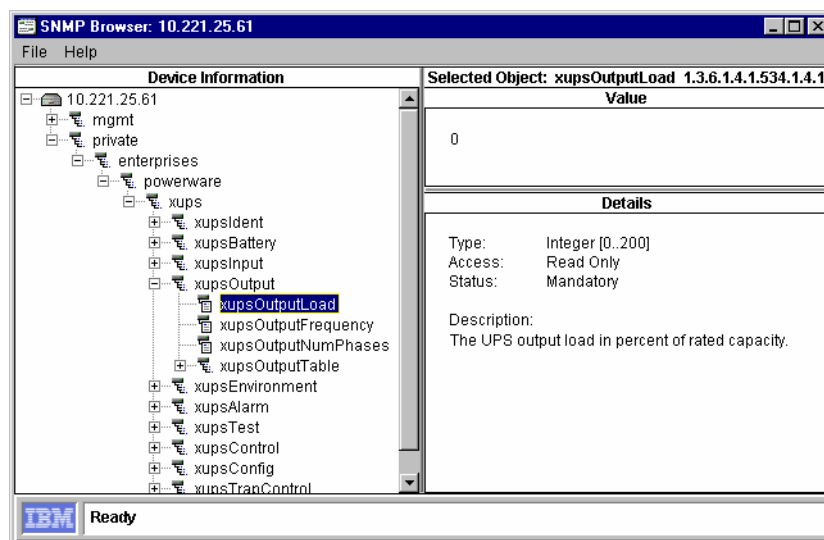 SNMP Browser: 10.221.25.61
File Help
Device Information
10.221.25.61
mgmt
private
enterprises
powerware
xups
xupsIdent
xupsBattery
xupsInput
xupsOutput
xupsOutputLoad
xupsOutputFrequency
xupsOutputNumPhases
xupsOutputTable
xupsEnvironment
xupsAlarm
xupsTest
xupsControl
xupsConfig
xupsTrapControl
Selected Object: xupsOutputLoad 1.3.6.1.4.1.534.1.4.1
Value
0
Details
Type: Integer [0..200]
Access: Read Only
Status: Mandatory
Description:
The UPS output load in percent of rated capacity.
IBM Ready